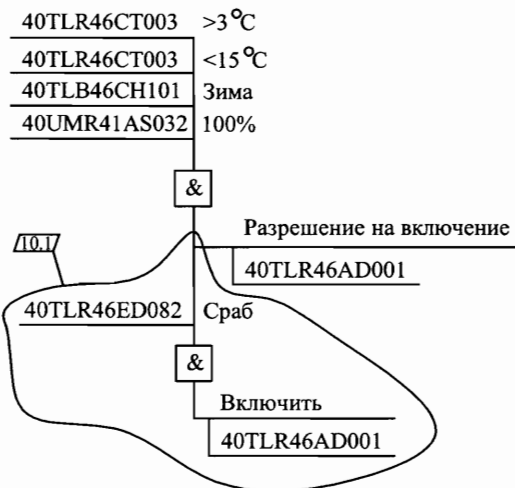 40TLR46CT003 >3°C
40TLR46CT003 <15°C
40TLB46CH101 Зима
40UMR41AS032 100%
&
Разрешение на включение
10.1
40TLR46AD001
40TLR46ED082 Сраб
&
Включить
40TLR46AD001